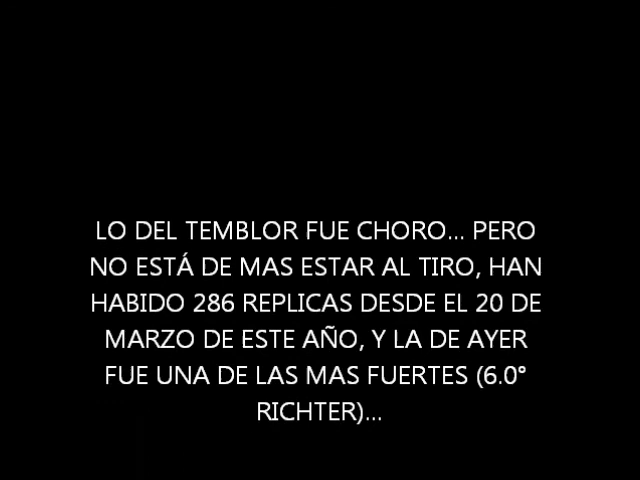 LO DEL TEMBLOR FUE CHORO... PERO
NO ESTÁ DE MAS ESTAR AL TIRO, HAN
HABIDO 286 REPLICAS DESDE EL 20 DE
MARZO DE ESTE AÑO, Y LA DE AYER
FUE UNA DE LAS MAS FUERTES (6.0°
RICHTER)...